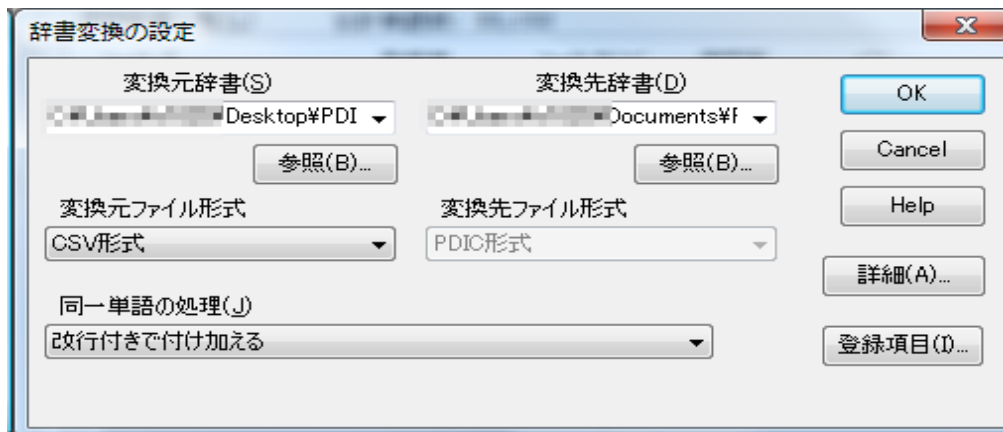 辞書変換の設定
変換元辞書(S)
変換先辞書(D)
Desktop¥PDI
Documents¥F
参照(B)...
参照(B)...
変換元ファイル形式
変換先ファイル形式
CSV形式
PDIC形式
同一単語の処理(J)
改行付きで付け加える
OK
Cancel
Help
詳細(A)...
登録項目(I)...